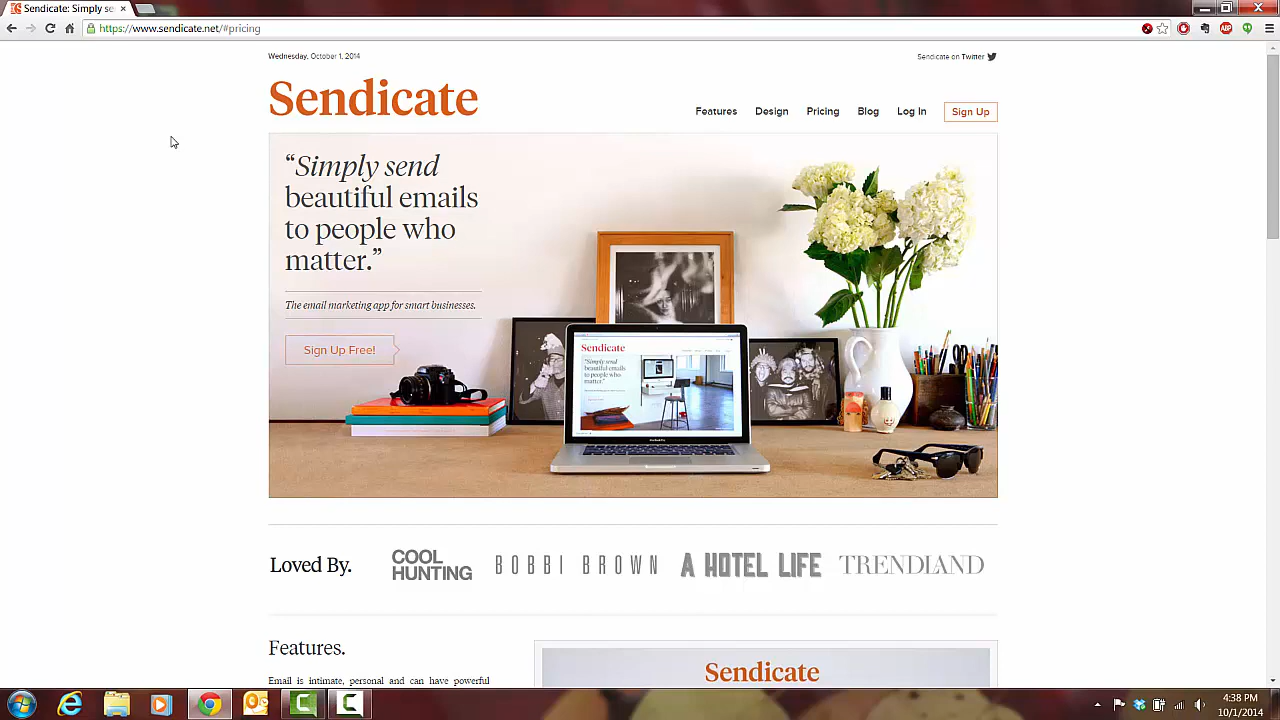 Sendicate: Simply se
https://www.sendicate.net/#pricing
Wednesday, October 1, 2014
Sendicate on Twitter
Sendicate
Features
Design
Pricing
Blog
Log In
Sign Up
“Simply send
beautiful emails
to people who
matter.”
The email marketing app for smart businesses.
Sign Up Free!
Sendicate
"Simply send
beautiful emails
to people who
matter."
Loved By.
COOL
HUNTING
BOBBI BROWN
A HOTEL LIFE
TRENDLAND
Features.
Email is intimate, personal and can have powerful
Sendicate
4:38 PM
10/1/2014